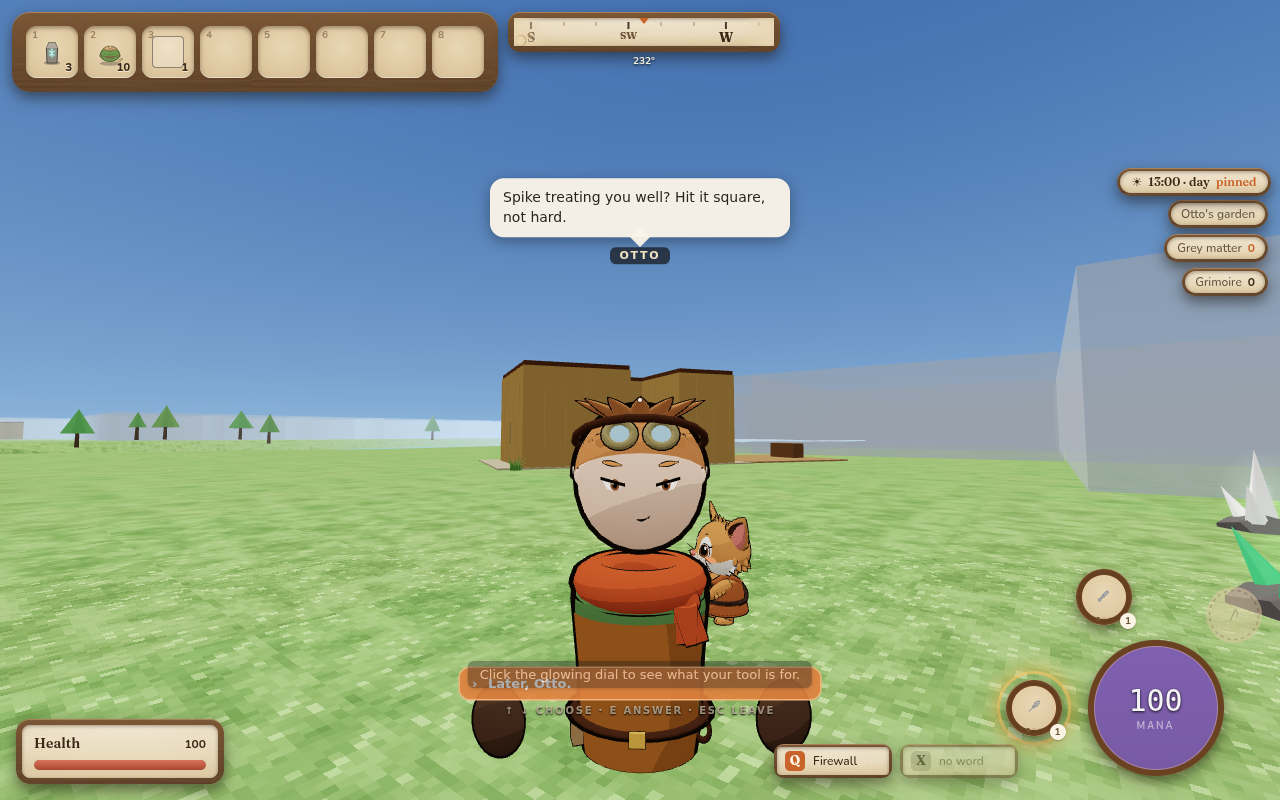 1
3
2
10
3
1
4
5
6
7
8
S
SW
W
232°
Spike treating you well? Hit it square,
not hard.
OTTO
13:00 · day pinned
Otto's garden
Grey matter 0
Grimoire 0
Click the glowing dial to see what your tool is for.
› Later, Otto.
↑ ↓ CHOOSE · E ANSWER · ESC LEAVE
1
1
100
MANA
Health 100
Q Firewall
X no word